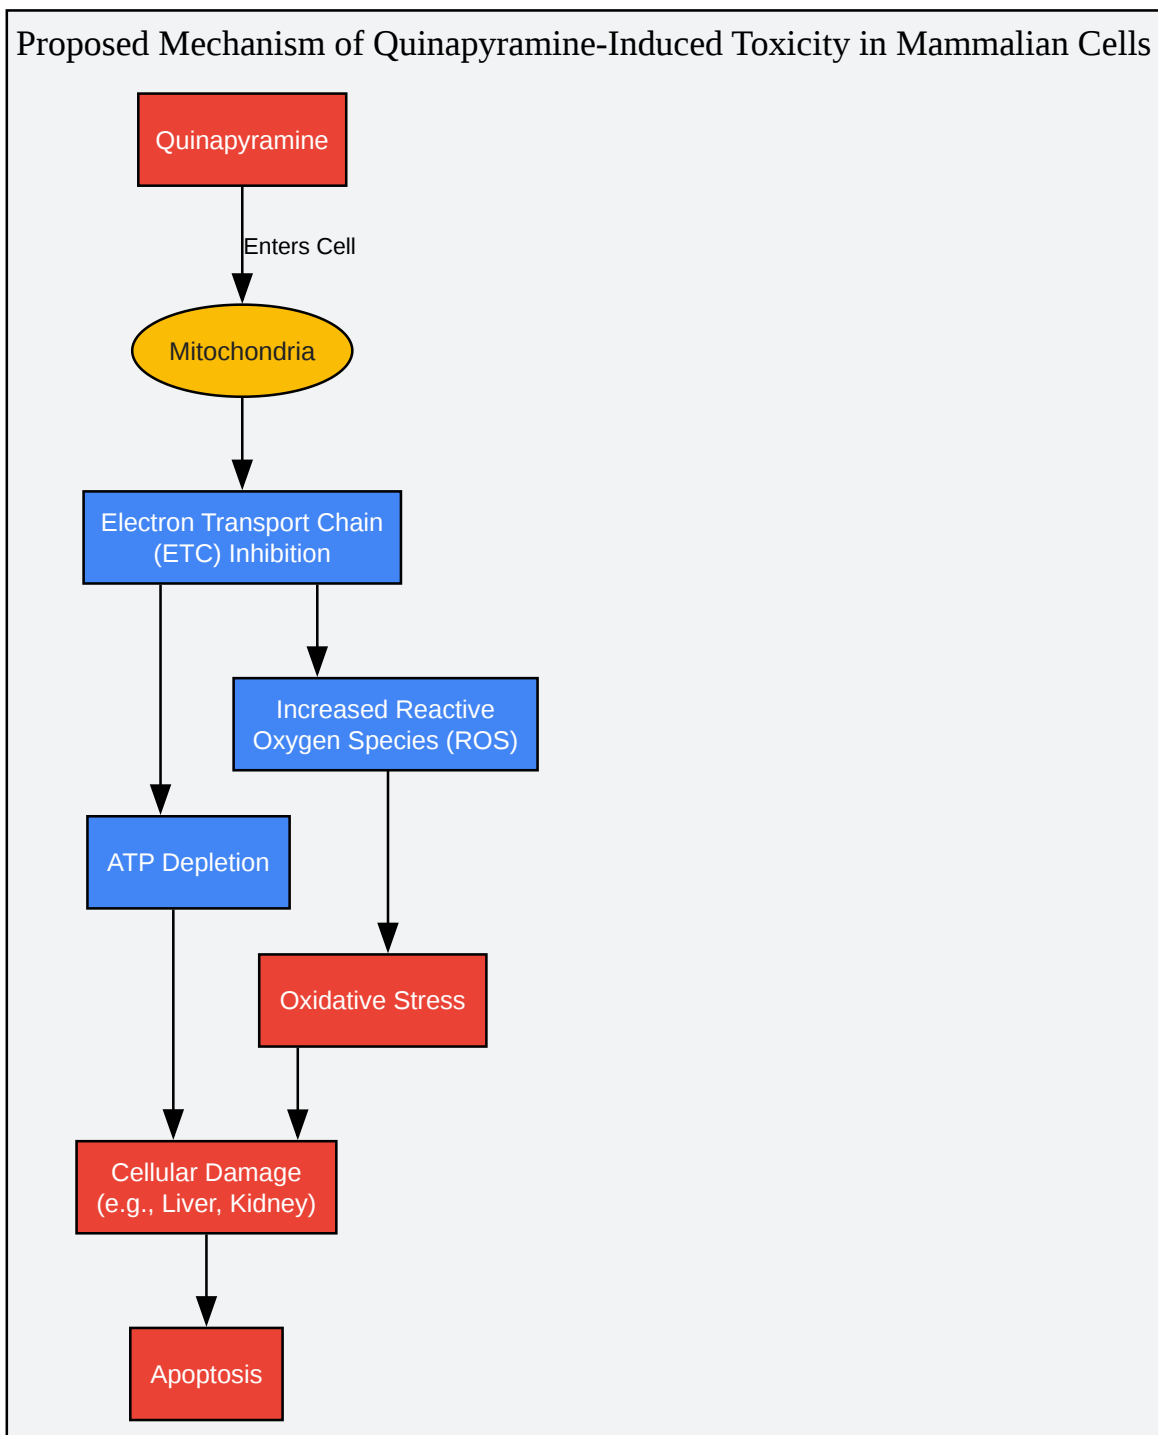 Proposed Mechanism of Quinapyramine-Induced Toxicity in Mammalian Cells
Quinapyramine
Enters Cell
Mitochondria
Electron Transport Chain
(ETC) Inhibition
Increased Reactive
Oxygen Species (ROS)
ATP Depletion
Oxidative Stress
Cellular Damage
(e.g., Liver, Kidney)
Apoptosis